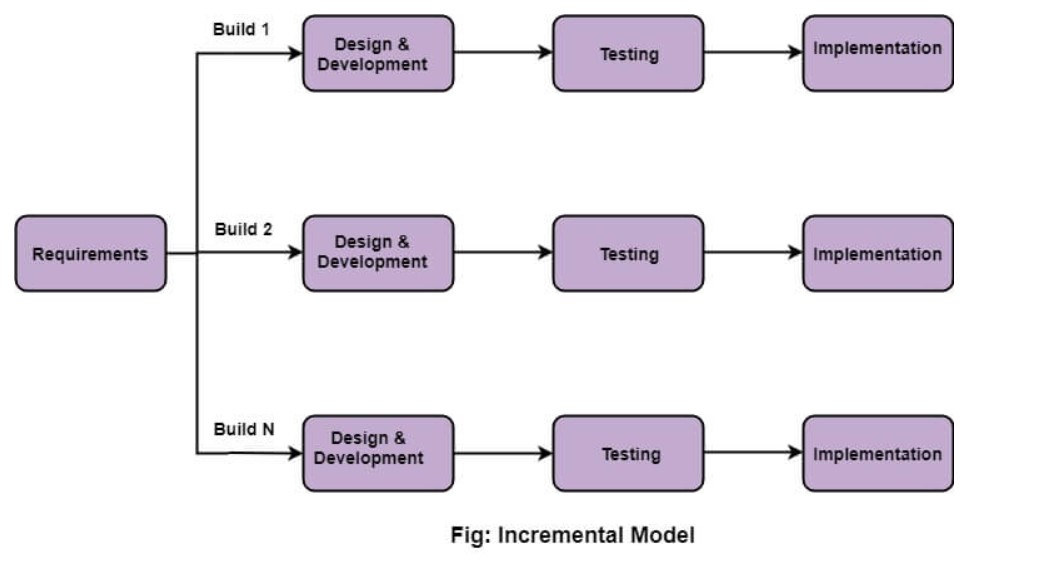 Build 1
Design &
Development
Testing
Implementation
Requirements
Build 2
Design &
Development
Testing
Implementation
Build N
Design &
Development
Testing
Implementation
Fig: Incremental Model